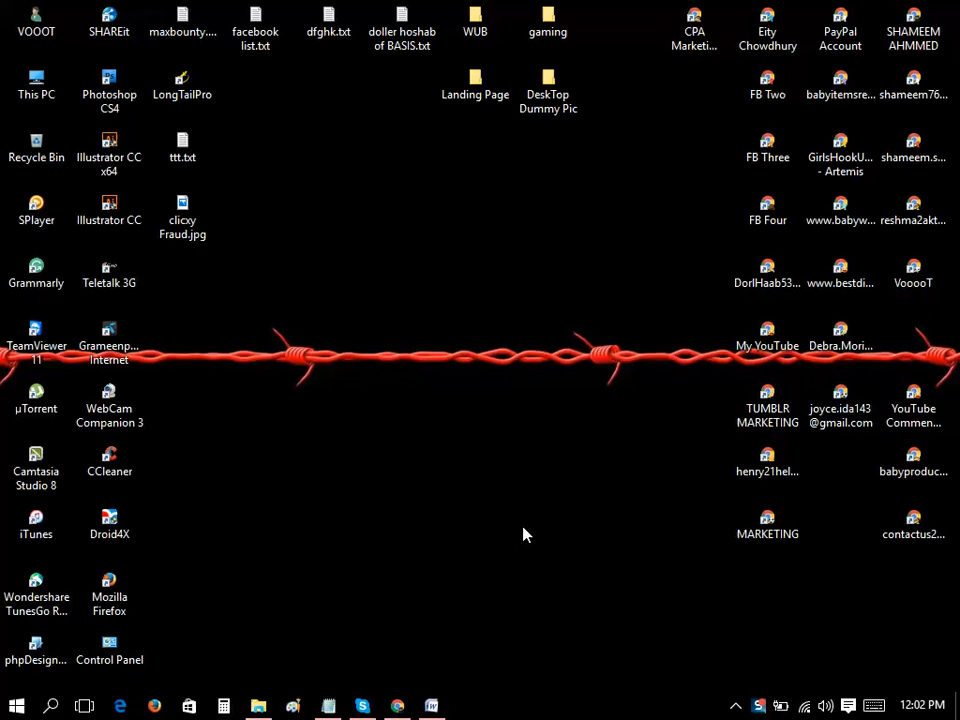 VOOOT
SHAREit
maxbounty....
facebook
list.txt
dfghk.txt
doller hoshab
of BASIS.txt
WUB
gaming
CPA
Marketi...
Eity
Chowdhury
PayPal
Account
SHAMEEM
AHMMED
This PC
Photoshop
CS4
LongTailPro
Landing Page
DeskTop
Dummy Pic
FB Two
babyitemsre...
shameem76...
Recycle Bin
Illustrator CC
x64
ttt.txt
FB Three
GirlsHookU...
- Artemis
shameem.s...
SPlayer
Illustrator CC
clicxy
Fraud.jpg
FB Four
www.babyw...
reshma2akt...
Grammarly
Teletalk 3G
DorlHaab53...
www.bestdi...
VooooT
TeamViewer
11
Grameenp...
Internet
My YouTube
Debra.Mori...
µTorrent
WebCam
Companion 3
TUMBLR
MARKETING
joyce.ida143
@gmail.com
YouTube
Commen...
Camtasia
Studio 8
CCleaner
henry21hel...
babyproduc...
iTunes
Droid4X
MARKETING
contactus2...
Wondershare
TunesGo R...
Mozilla
Firefox
phpDesign...
Control Panel
12:02 PM